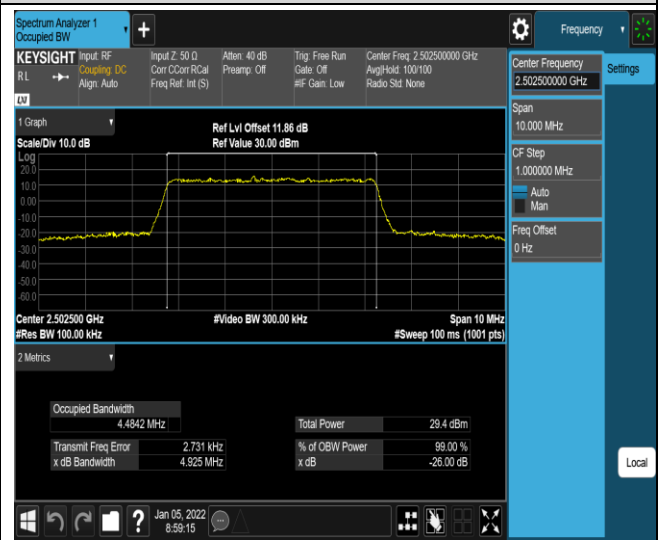 Spectrum Analyzer 1
Occupied BW
Frequency
KEYSIGHT
Input: RF
Coupling: DC
Align: Auto
Input Z: 50 Ω
Corr CCorr RCal
Freq Ref: Int (S)
Atten: 40 dB
Preamp: Off
Trig: Free Run
Gate: Off
#IF Gain: Low
Center Freq: 2.502500000 GHz
Avg|Hold: 100/100
Radio Std: None
R L
LXI
1 Graph
Scale/Div 10.0 dB
Ref Lvl Offset 11.86 dB
Ref Value 30.00 dBm
Log
20.0
10.0
0.00
-10.0
-20.0
-30.0
-40.0
-50.0
-60.0
Center 2.502500 GHz
#Res BW 100.00 kHz
#Video BW 300.00 kHz
Span 10 MHz
#Sweep 100 ms (1001 pts)
2 Metrics
Occupied Bandwidth
4.4842 MHz
Transmit Freq Error 2.731 kHz
x dB Bandwidth 4.925 MHz
Total Power 29.4 dBm
% of OBW Power 99.00 %
x dB -26.00 dB
Center Frequency
2.502500000 GHz
Span
10.000 MHz
CF Step
1.000000 MHz
Auto
Man
Freq Offset
0 Hz
Settings
Local
Jan 05, 2022
8:59:15